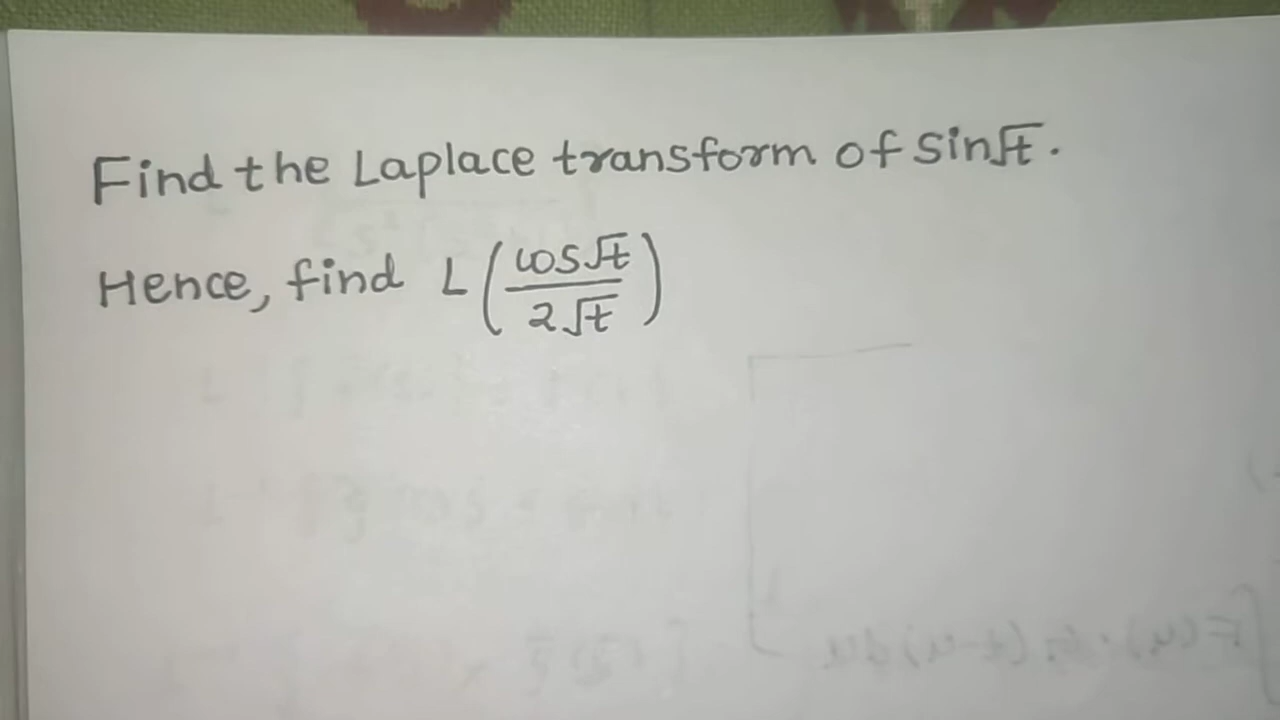 Find the Laplace transform of sin√t.
Hence, find L(cos√t / 2√t)